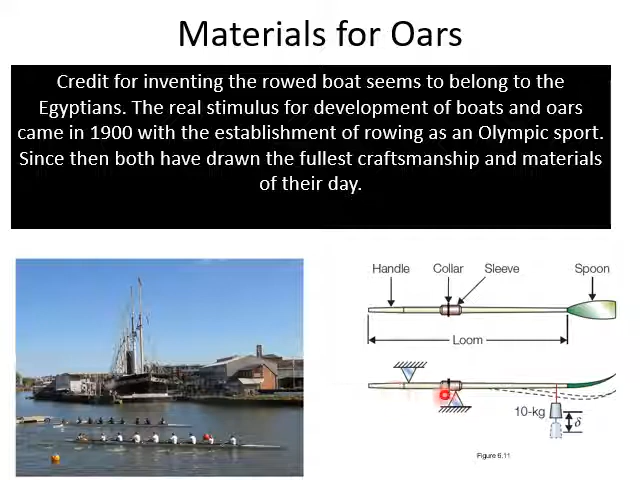 Materials for Oars
Credit for inventing the rowed boat seems to belong to the
Egyptians. The real stimulus for development of boats and oars
came in 1900 with the establishment of rowing as an Olympic sport.
Since then both have drawn the fullest craftsmanship and materials
of their day.
Handle Collar Sleeve Spoon
Loom
10-kg δ
Figure 6.11